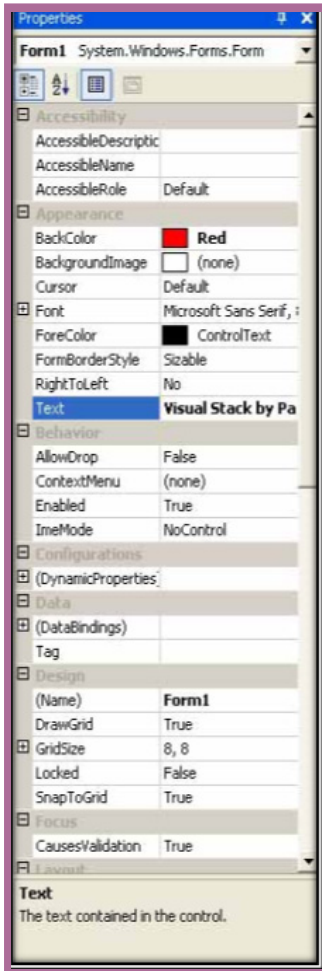 Properties
Form1 System.Windows.Forms.Form
Accessibility
AccessibleDescriptic
AccessibleName
AccessibleRole Default
Appearance
BackColor Red
BackgroundImage (none)
Cursor Default
Font Microsoft Sans Serif,
ForeColor ControlText
FormBorderStyle Sizable
RightToLeft No
Text Visual Stack by Pa
Behavior
AllowDrop False
ContextMenu (none)
Enabled True
ImeMode NoControl
Configurations
(DynamicProperties
Data
(DataBindings)
Tag
Design
(Name) Form1
DrawGrid True
GridSize 8, 8
Locked False
SnapToGrid True
Focus
CausesValidation True
Layout
Text
The text contained in the control.